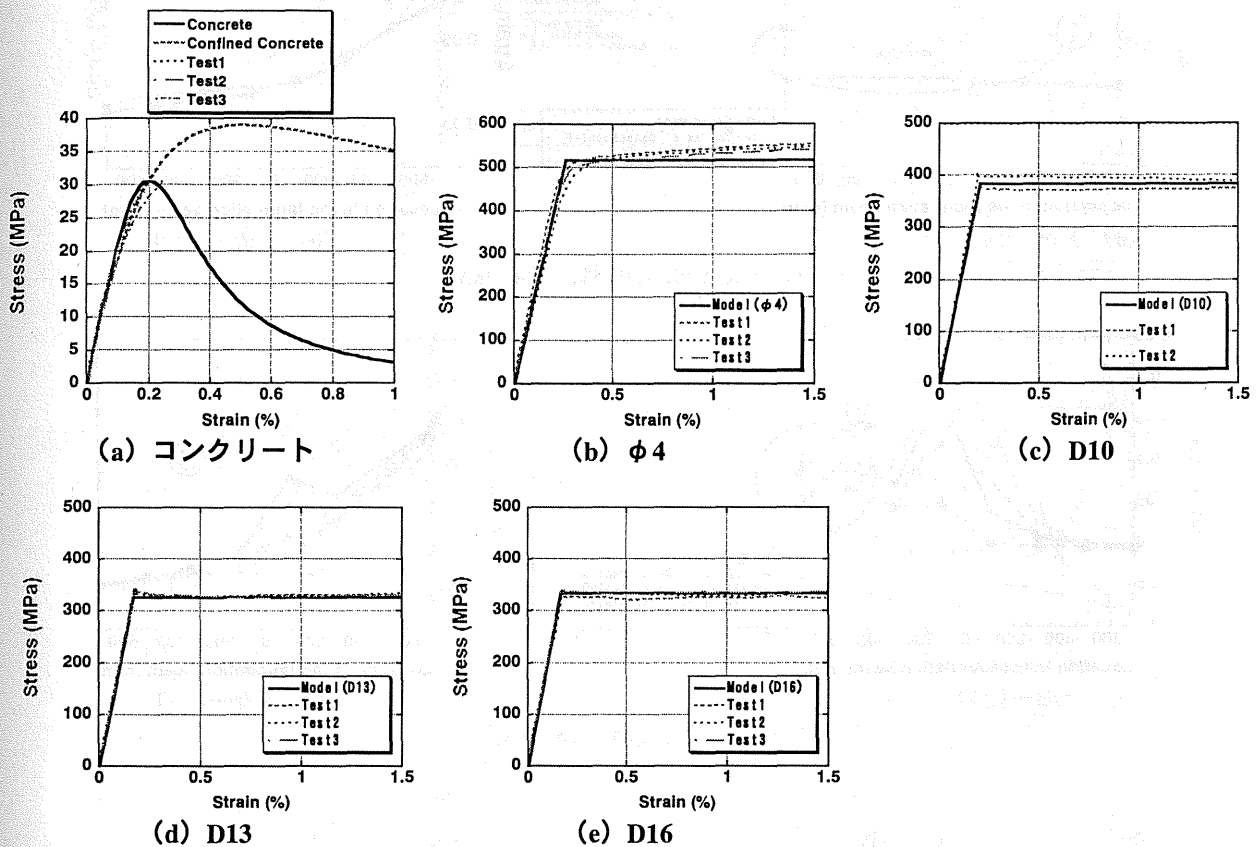 Concrete
Confined Concrete
Test1
Test2
Test3
40
35
30
25
20
15
10
5
0
Stress (MPa)
0
0.2
0.4
0.6
0.8
1
Strain (%)
(a) コンクリート
600
500
400
300
200
100
0
Stress (MPa)
Model(φ4)
Test1
Test2
Test3
0
0.5
1
1.5
Strain (%)
(b) φ4
500
400
300
200
100
0
Stress (MPa)
Model(D10)
Test1
Test2
0
0.5
1
1.5
Strain (%)
(c) D10
500
400
300
200
100
0
Stress (MPa)
Model(D13)
Test1
Test2
Test3
0
0.5
1
1.5
Strain (%)
(d) D13
500
400
300
200
100
0
Stress (MPa)
Model(D16)
Test1
Test2
Test3
0
0.5
1
1.5
Strain (%)
(e) D16